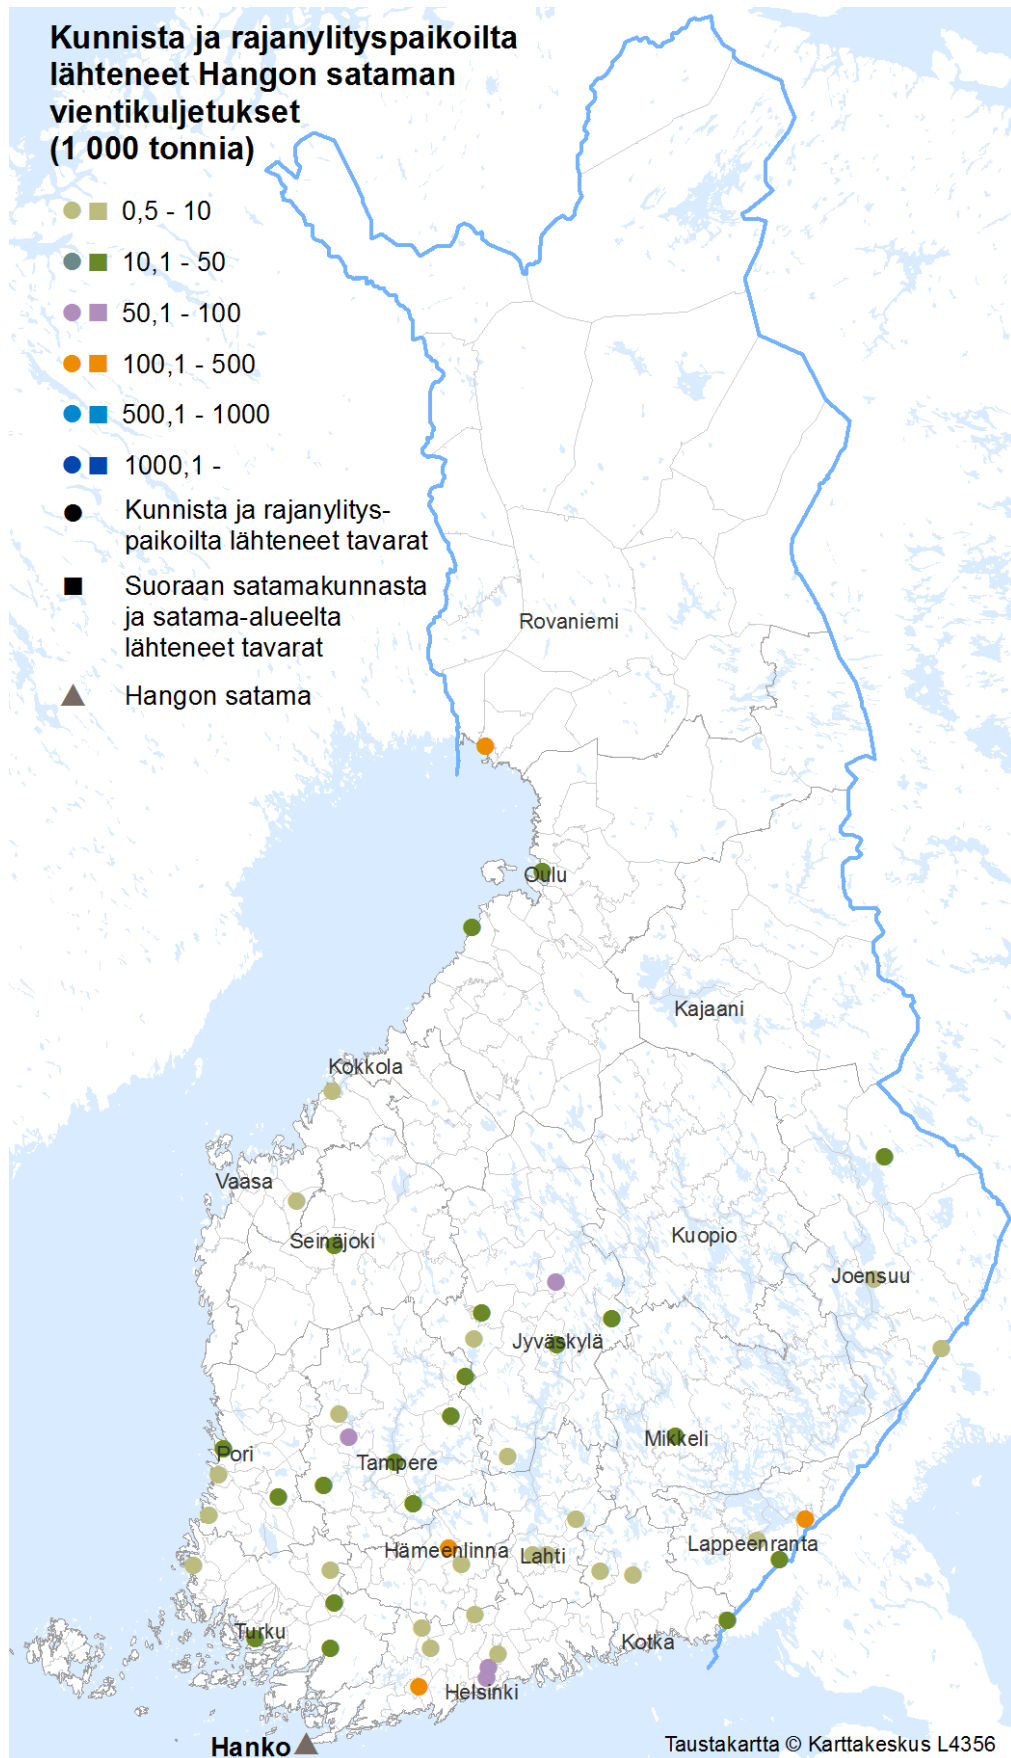 Kunnista ja rajanylityspaikoilta
lähteneet Hangon sataman
vientikuljetukset
(1 000 tonnia)
0,5 - 10
10,1 - 50
50,1 - 100
100,1 - 500
500,1 - 1000
1000,1 -
Kunnista ja rajanylitys-
paikoilta lähteneet tavarat
Suoraan satamakunnasta
ja satama-alueelta
lähteneet tavarat
Hangon satama
Rovaniemi
Oulu
Kajaani
Kokkola
Vaasa
Seinäjoki
Kuopio
Joensuu
Jyväskylä
Mikkeli
Pori
Tampere
Hämeenlinna
Lahti
Lappeenranta
Turku
Kotka
Helsinki
Hanko
Taustakartta © Karttakeskus L4356